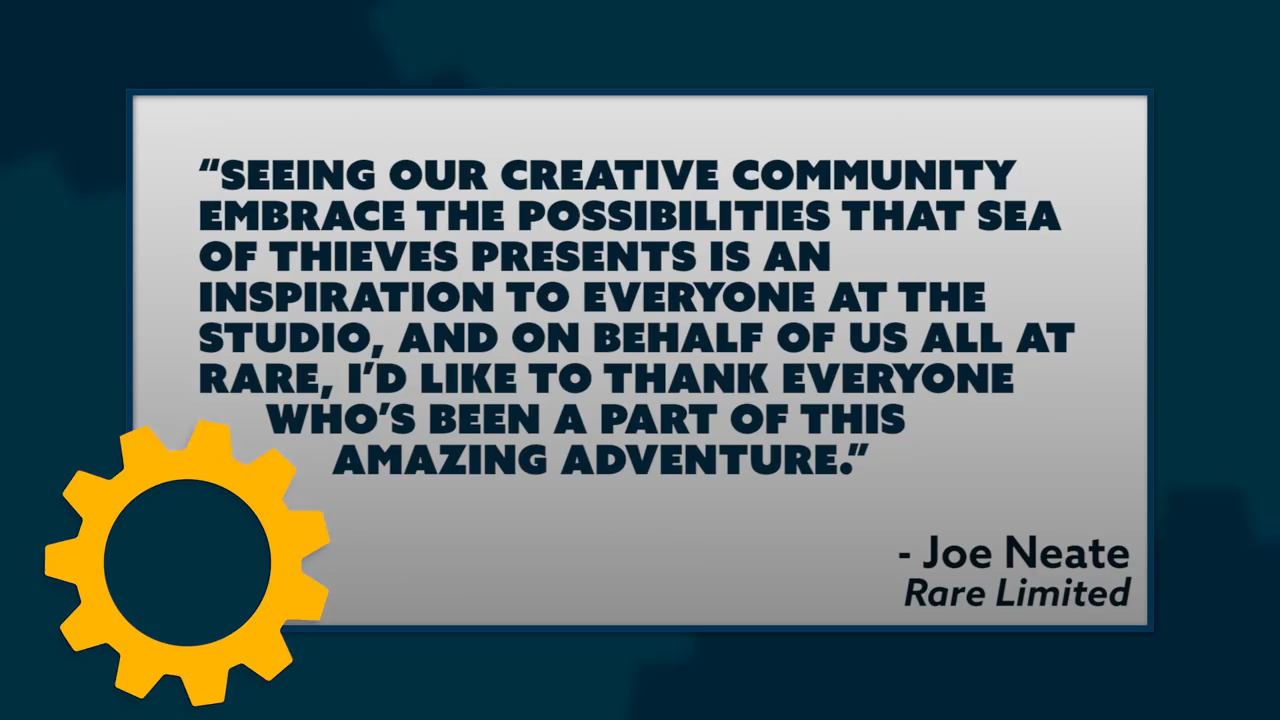 “SEEING OUR CREATIVE COMMUNITY
EMBRACE THE POSSIBILITIES THAT SEA
OF THIEVES PRESENTS IS AN
INSPIRATION TO EVERYONE AT THE
STUDIO, AND ON BEHALF OF US ALL AT
RARE, I’D LIKE TO THANK EVERYONE
WHO’S BEEN A PART OF THIS
AMAZING ADVENTURE.”
- Joe Neate
Rare Limited